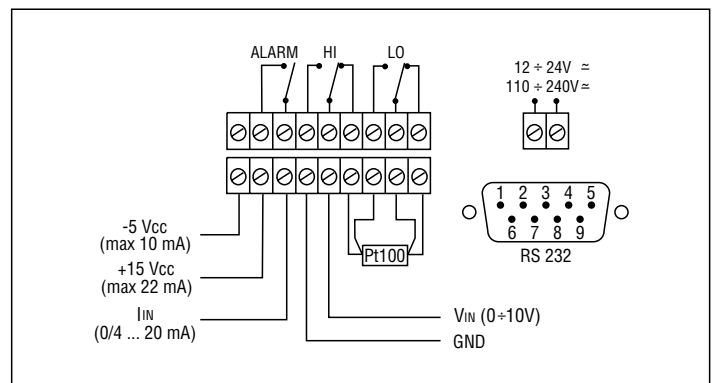 ALARM HI LO
12 ÷ 24V ≂
110 ÷ 240V ≂
1 2 3 4 5
6 7 8 9
RS 232
Pt100
-5 Vcc
(max 10 mA)
+15 Vcc
(max 22 mA)
IIN
(0/4 ... 20 mA)
VIN (0÷10V)
GND